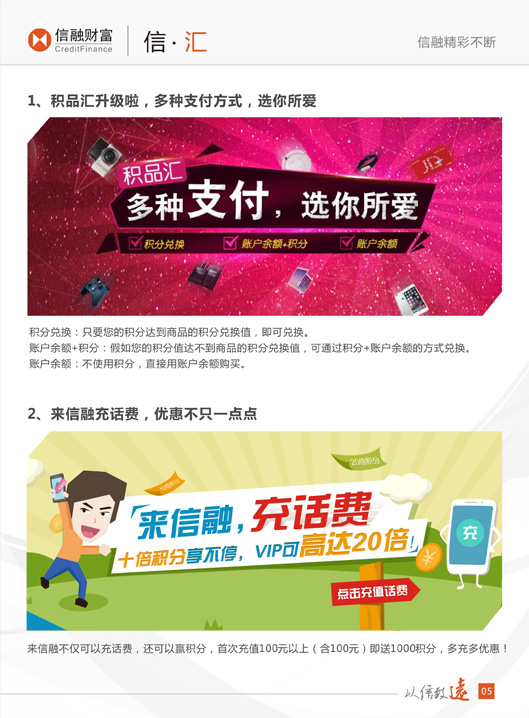 信融财富
CreditFinance
信·汇
信融精彩不断
1、积品汇升级啦，多种支付方式，选你所爱
积品汇
多种支付，选你所爱
积分兑换 账户余额+积分 账户余额
积分兑换：只要您的积分达到商品的积分兑换值，即可兑换。
账户余额+积分：假如您的积分值达不到商品的积分兑换值，可通过积分+账户余额的方式兑换。
账户余额：不使用积分，直接用账户余额购买。
2、来信融充话费，优惠不只一点点
20倍积分
「来信融，充话费
十倍积分享不停，VIP可高达20倍！」
充
点击充值话费
来信融不仅可以充话费，还可以赢积分，首次充值100元以上（含100元）即送1000积分，多充多优惠！
以信致远
05